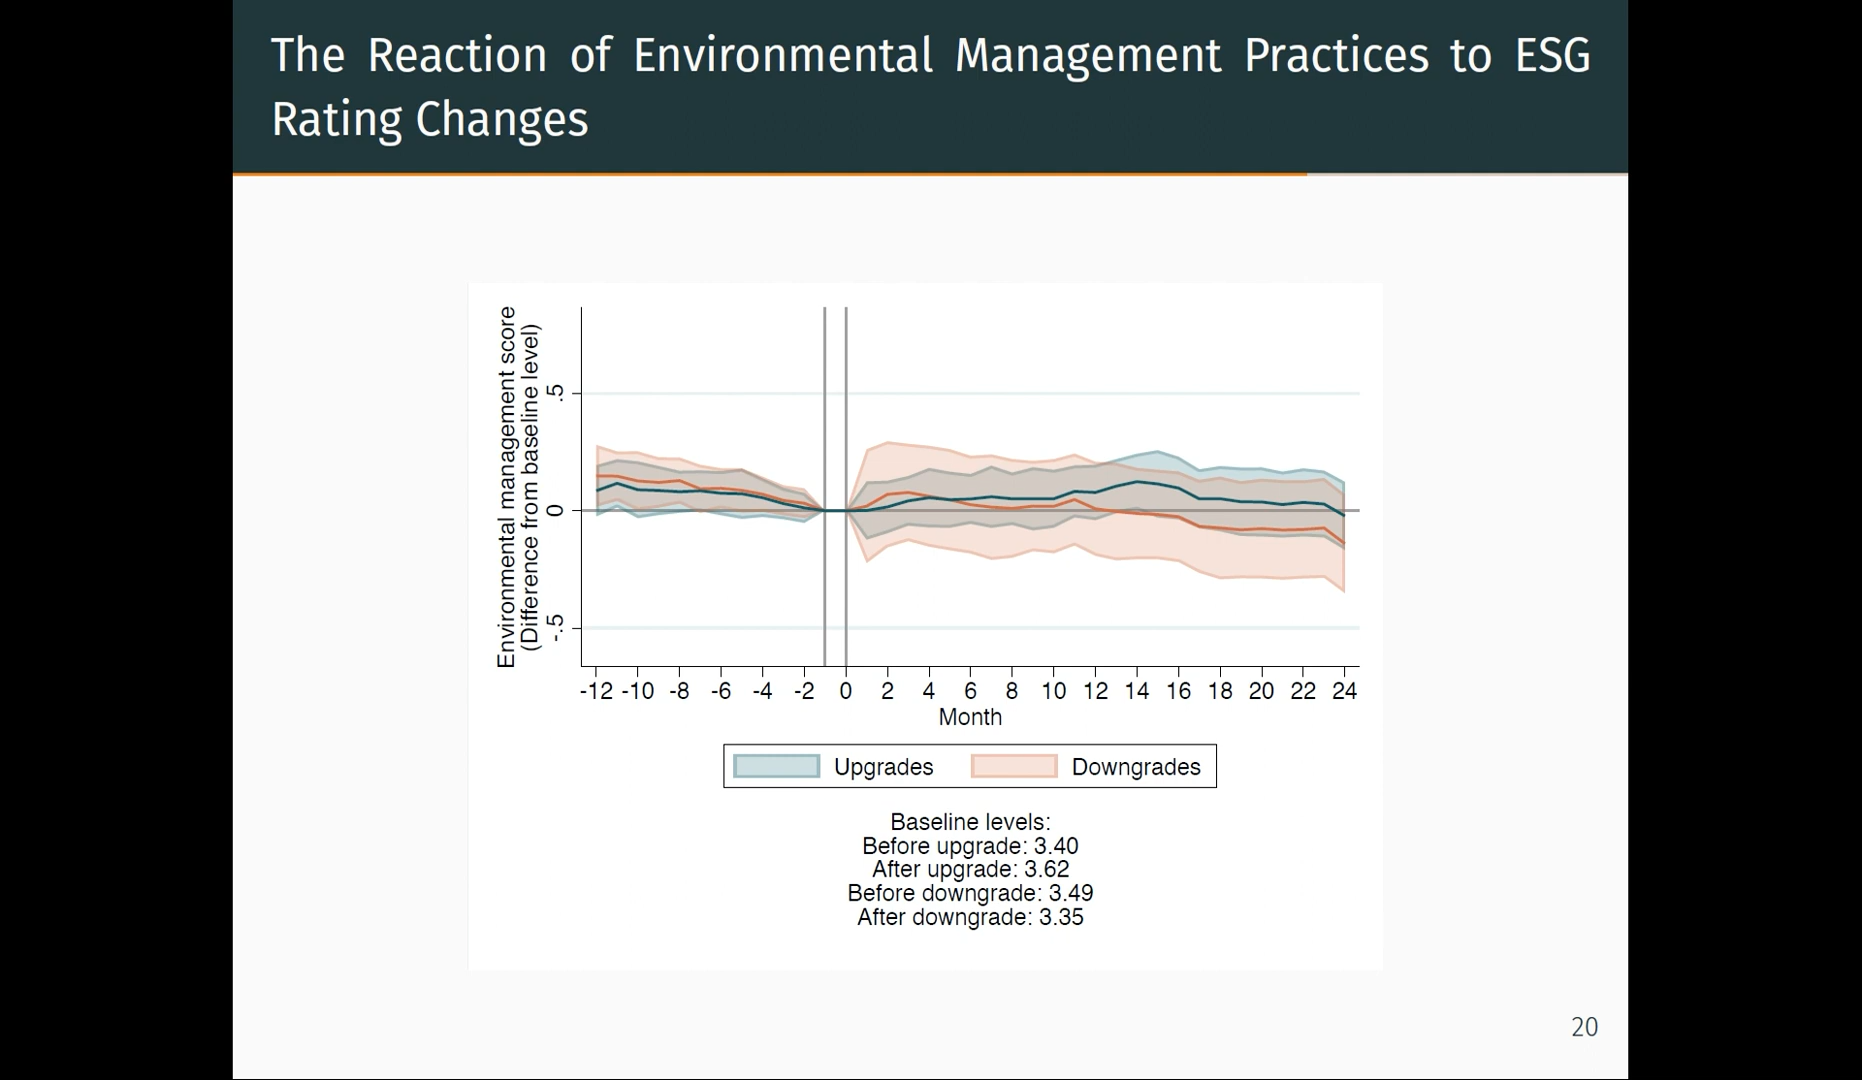 The Reaction of Environmental Management Practices to ESG
Rating Changes
Environmental management score
(Difference from baseline level)
.5
0
-.5
-12 -10 -8 -6 -4 -2 0 2 4 6 8 10 12 14 16 18 20 22 24
Month
Upgrades Downgrades
Baseline levels:
Before upgrade: 3.40
After upgrade: 3.62
Before downgrade: 3.49
After downgrade: 3.35
20